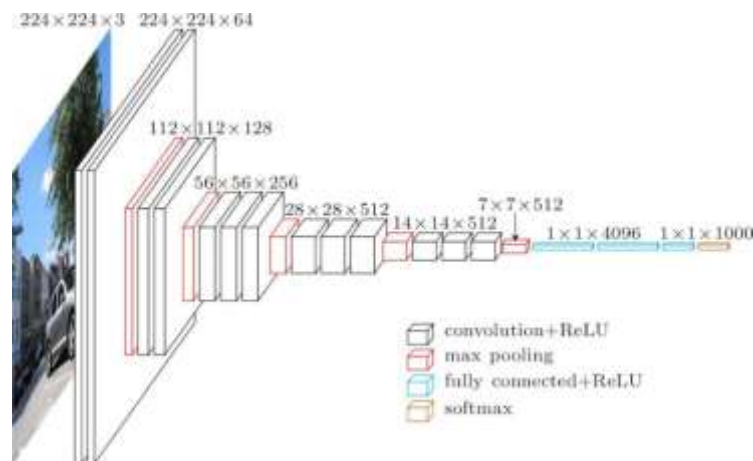 224×224×3
224×224×64
112×112×128
56×56×256
28×28×512
14×14×512
7×7×512
1×1×4096
1×1×1000
convolution+ReLU
max pooling
fully connected+ReLU
softmax